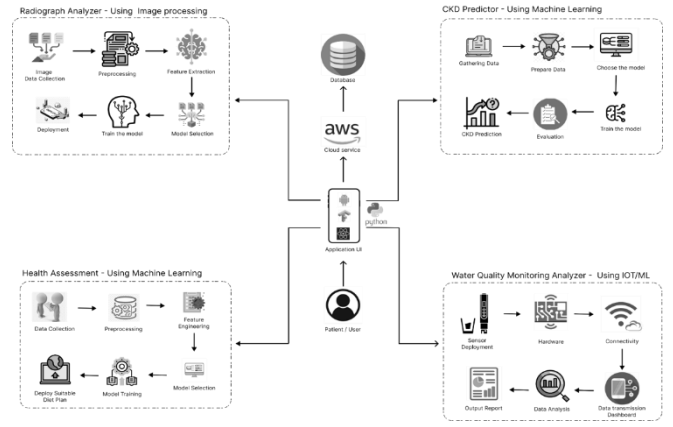 Radiograph Analyzer - Using Image processing
Image
Data Collection
Preprocessing
Feature Extraction
Deployment
Train the model
Model Selection
Database
aws
Cloud service
python
Application UI
Patient / User
CKD Predictor - Using Machine Learning
Gathering Data
Prepare Data
Choose the model
CKD Prediction
Evaluation
Train the model
Health Assessment - Using Machine Learning
Data Collection
Preprocessing
Feature
Engineering
Deploy Suitable
Diet Plan
Model Training
Model Selection
Water Quality Monitoring Analyzer - Using IOT/ML
Sensor
Deployment
Hardware
Connectivity
Output Report
Data Analysis
Data transmission
Dashboard